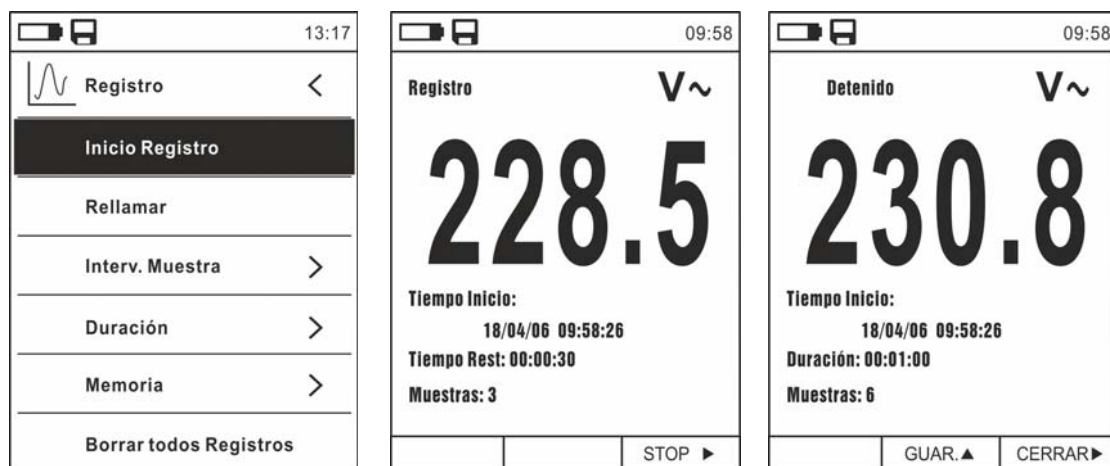 13:17
Registro <
Inicio Registro
Rellamar
Interv. Muestra >
Duración >
Memoria >
Borrar todos Registros
09:58
Registro V~
228.5
Tiempo Inicio:
18/04/06 09:58:26
Tiempo Rest: 00:00:30
Muestras: 3
STOP ▶
09:58
Detenido V~
230.8
Tiempo Inicio:
18/04/06 09:58:26
Duración: 00:01:00
Muestras: 6
GUAR.▲ CERRAR▶